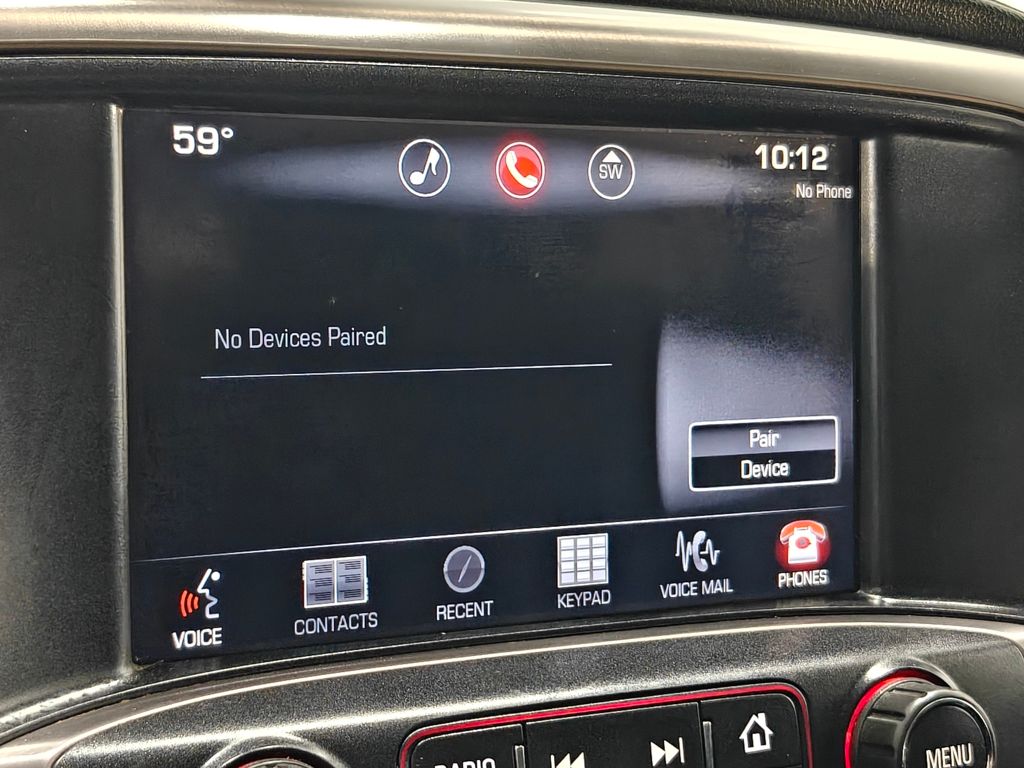 59°
SW
10:12
No Phone
No Devices Paired
Pair
Device
VOICE
CONTACTS
RECENT
KEYPAD
VOICE MAIL
PHONES
RADIO
MENU